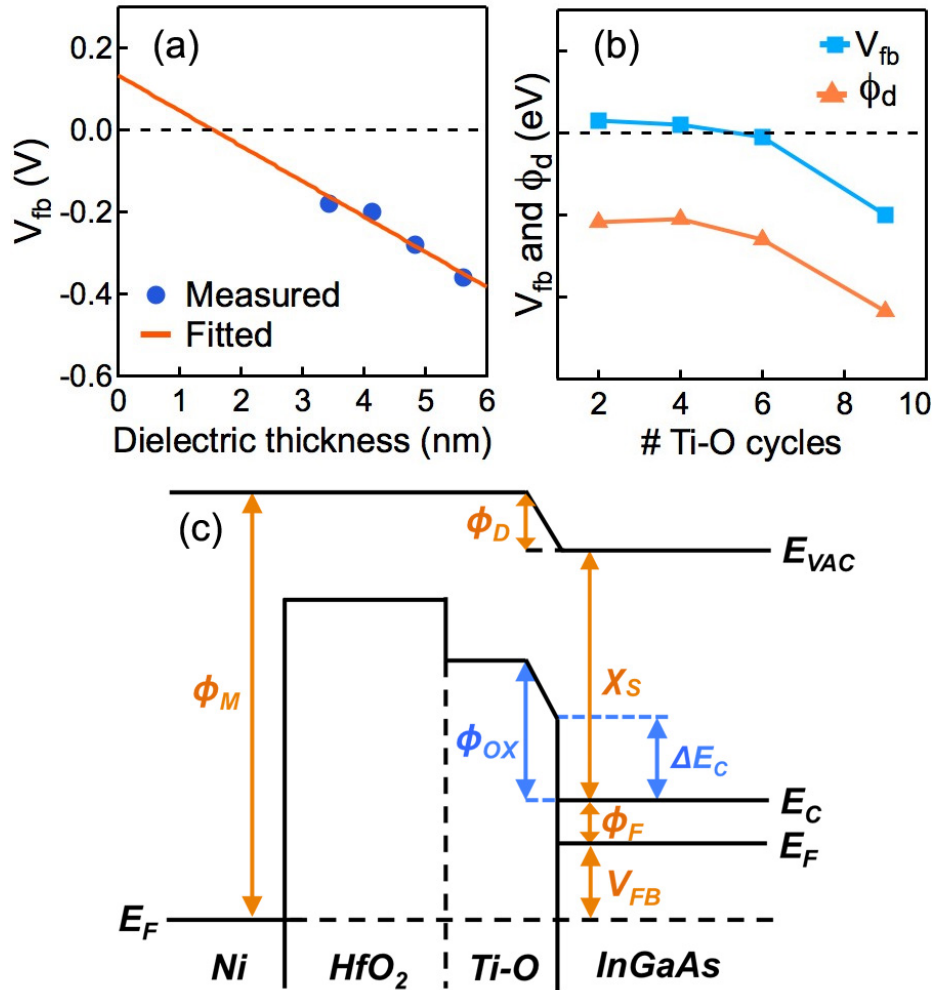 (a)
0.2
0.0
-0.2
-0.4
-0.6
V_fb (V)
Measured
Fitted
0 1 2 3 4 5 6
Dielectric thickness (nm)
(b)
V_fb
ϕ_d
V_fb and ϕ_d (eV)
2 4 6 8 10
# Ti-O cycles
(c)
ϕ_D
E_VAC
ϕ_M
χ_S
ϕ_OX
ΔE_C
E_C
ϕ_F
E_F
V_FB
E_F
Ni HfO₂ Ti-O InGaAs